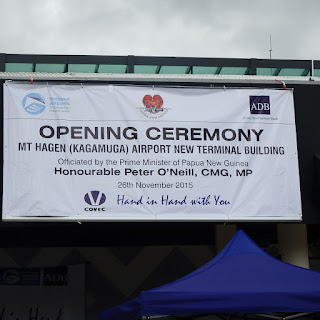 ADB
OPENING CEREMONY
MT HAGEN (KAGAMUGA) AIRPORT NEW TERMINAL BUILDING
Officiated by the Prime Minister of Papua New Guinea
Honourable Peter O'Neill, CMG, MP
26th November 2015
COVEC
Hand in Hand with You
ADB